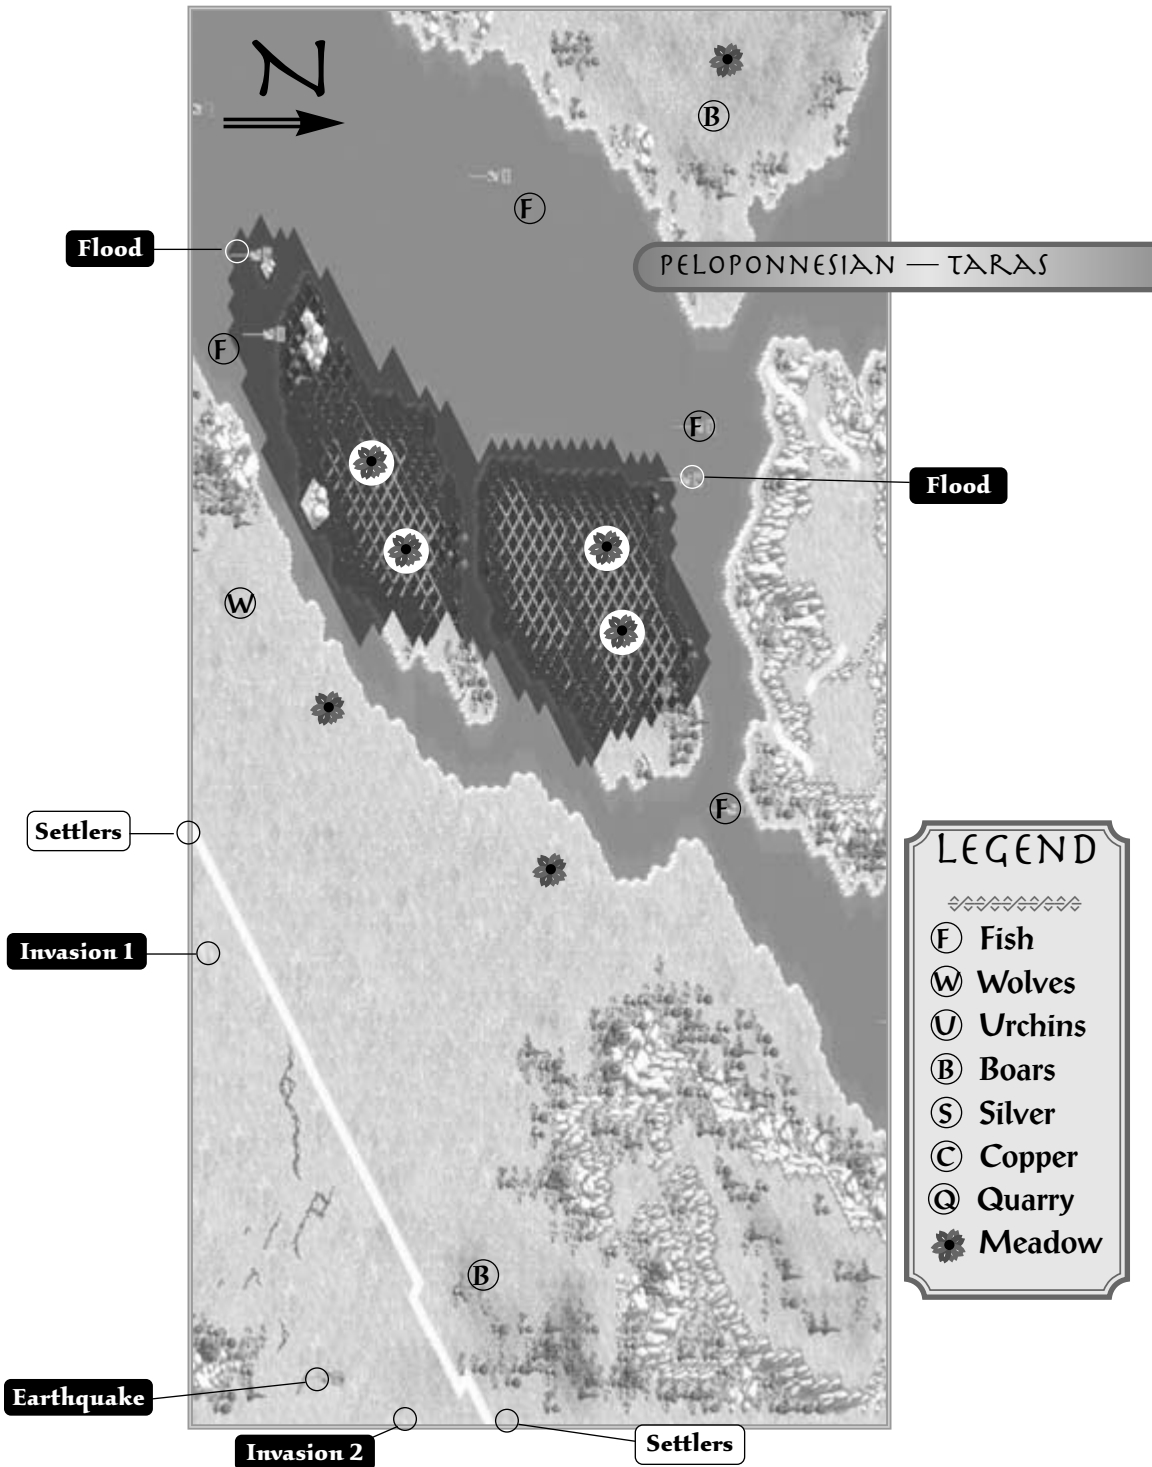 N
B
F
Flood
PELOPONNESIAN — TARAS
F
F
Flood
W
Settlers
F
LEGEND
F Fish
Invasion 1
W Wolves
U Urchins
B Boars
S Silver
C Copper
Q Quarry
Meadow
B
Earthquake
Invasion 2
Settlers